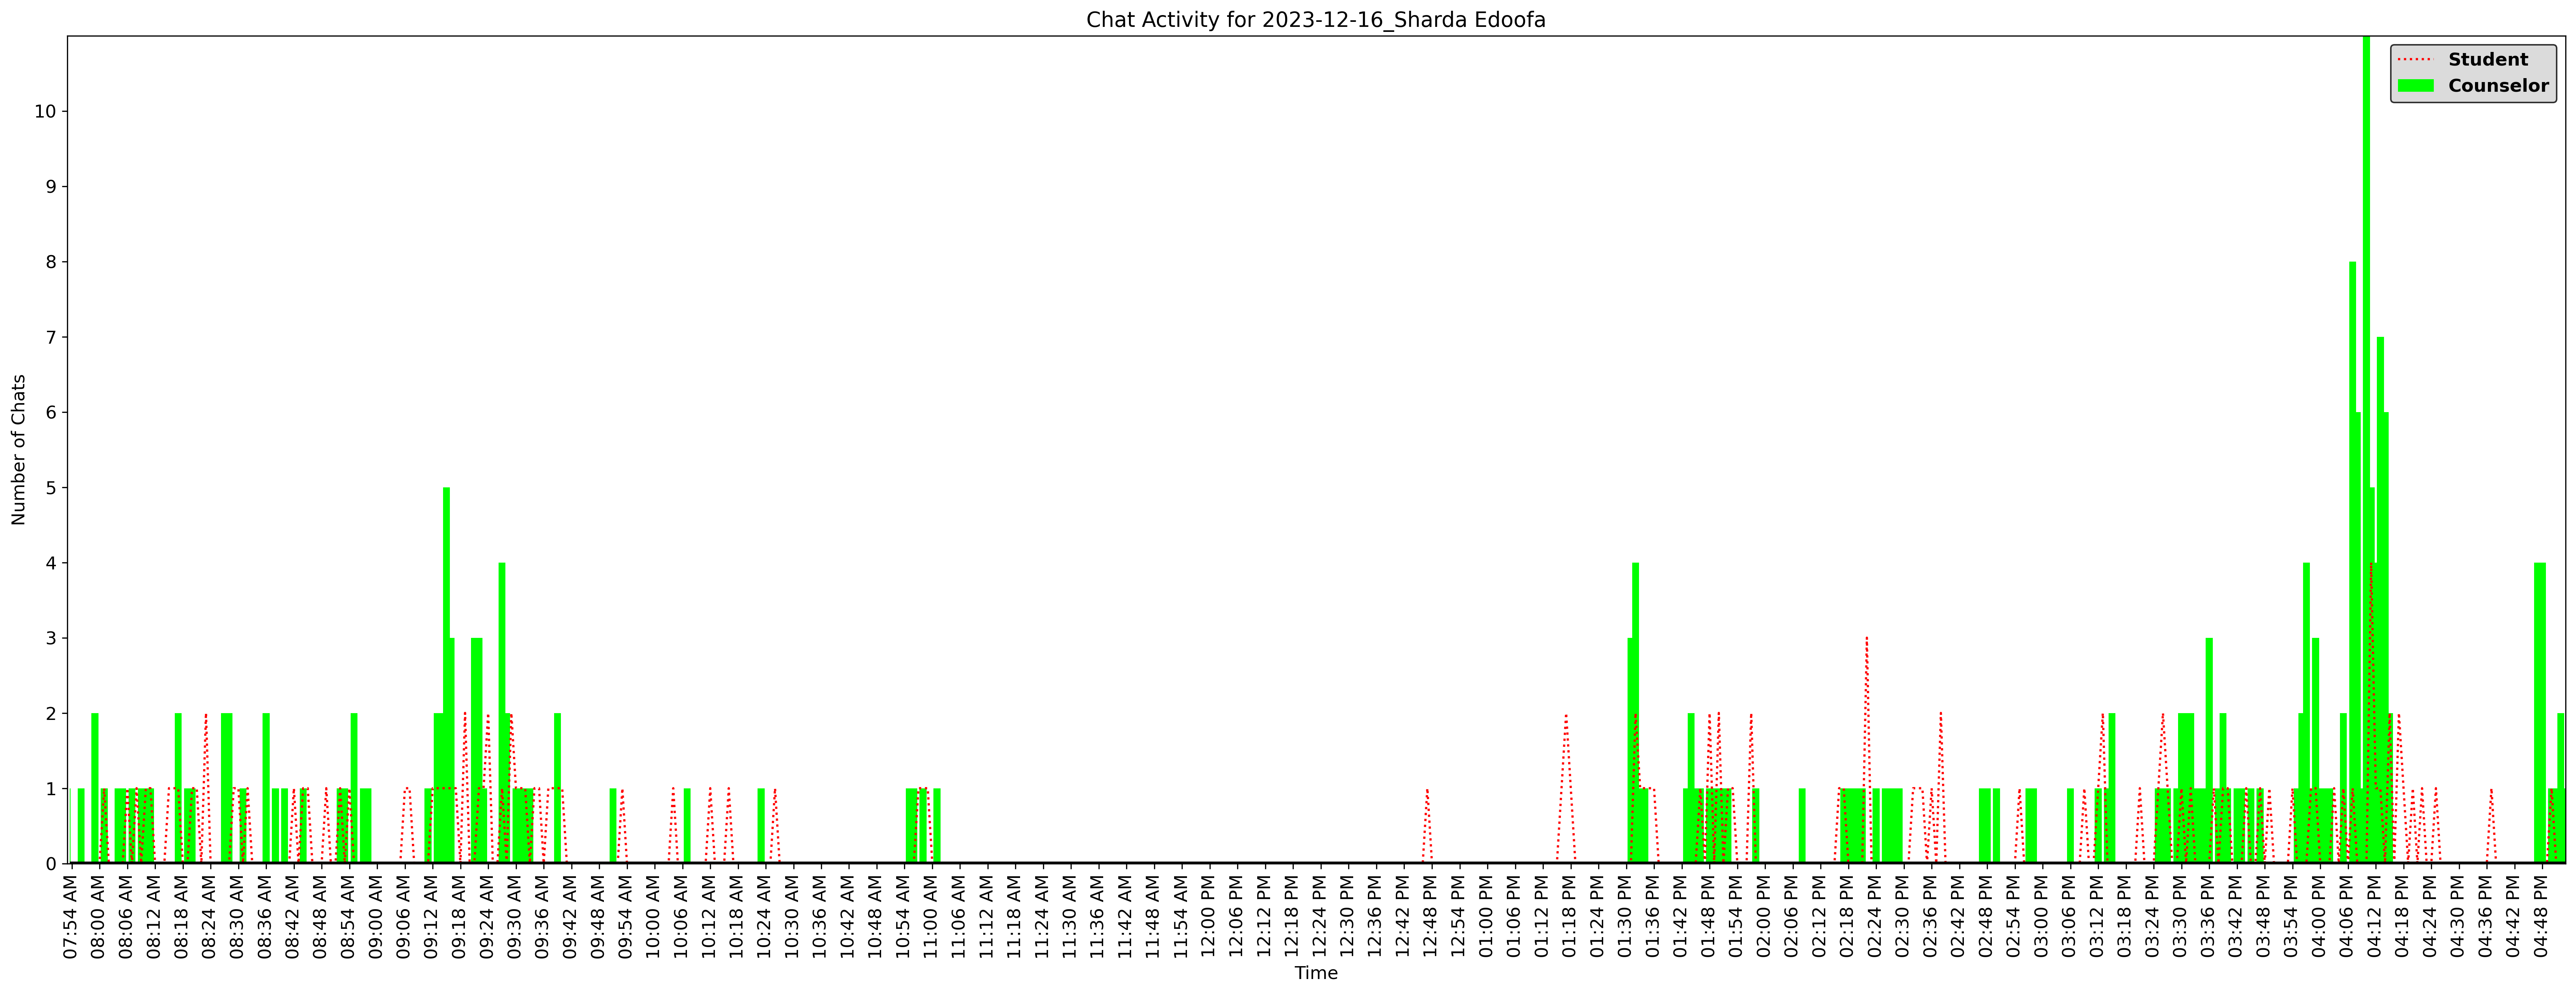 Chat Activity for 2023-12-16_Sharda Edoofa
Student
Counselor
Number of Chats
10
9
8
7
6
5
4
3
2
1
0
07:54 AM
08:00 AM
08:06 AM
08:12 AM
08:18 AM
08:24 AM
08:30 AM
08:36 AM
08:42 AM
08:48 AM
08:54 AM
09:00 AM
09:06 AM
09:12 AM
09:18 AM
09:24 AM
09:30 AM
09:36 AM
09:42 AM
09:48 AM
09:54 AM
10:00 AM
10:06 AM
10:12 AM
10:18 AM
10:24 AM
10:30 AM
10:36 AM
10:42 AM
10:48 AM
10:54 AM
11:00 AM
11:06 AM
11:12 AM
11:18 AM
11:24 AM
11:30 AM
11:36 AM
11:42 AM
11:48 AM
11:54 AM
12:00 PM
12:06 PM
12:12 PM
12:18 PM
12:24 PM
12:30 PM
12:36 PM
12:42 PM
12:48 PM
12:54 PM
01:00 PM
01:06 PM
01:12 PM
01:18 PM
01:24 PM
01:30 PM
01:36 PM
01:42 PM
01:48 PM
01:54 PM
02:00 PM
02:06 PM
02:12 PM
02:18 PM
02:24 PM
02:30 PM
02:36 PM
02:42 PM
02:48 PM
02:54 PM
03:00 PM
03:06 PM
03:12 PM
03:18 PM
03:24 PM
03:30 PM
03:36 PM
03:42 PM
03:48 PM
03:54 PM
04:00 PM
04:06 PM
04:12 PM
04:18 PM
04:24 PM
04:30 PM
04:36 PM
04:42 PM
04:48 PM
Time